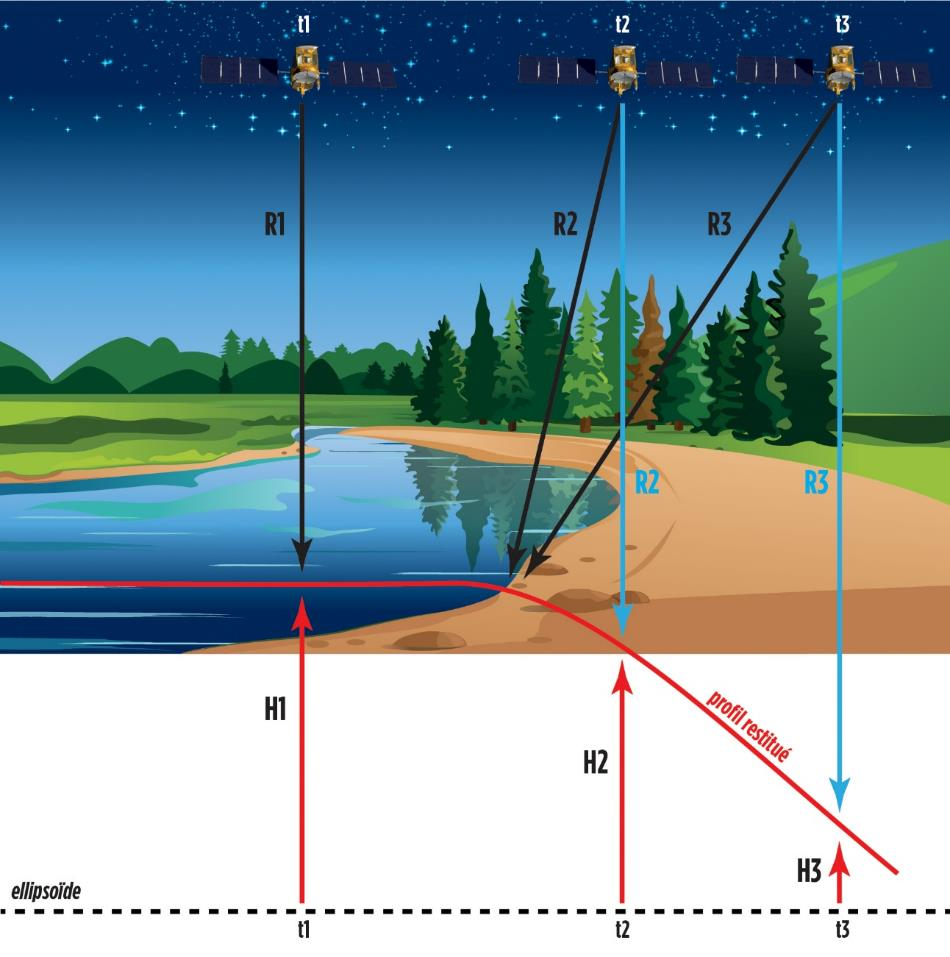 t1
t2
t3
R1
R2
R3
R2
R3
H1
profil restitué
H2
H3
ellipsoïde
t1
t2
t3